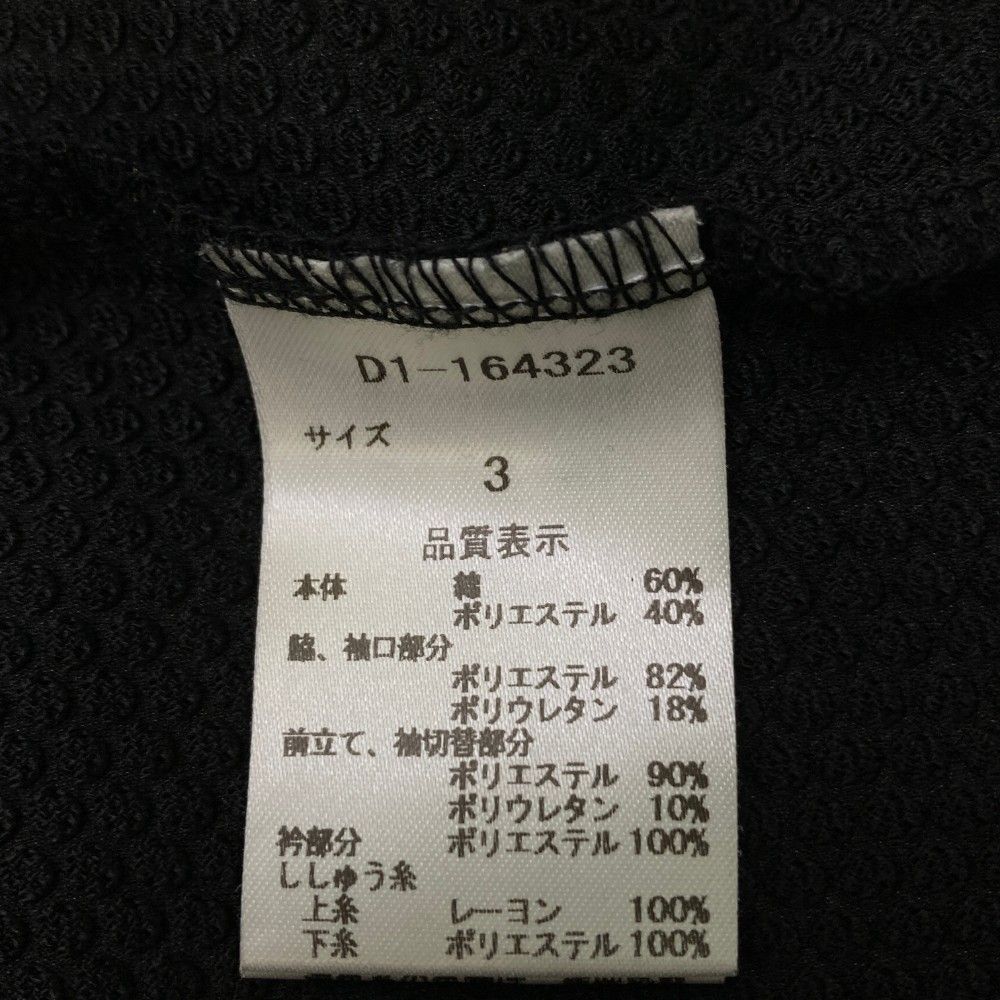 D1-164323
サイズ
3
品質表示
本体 綿 60%
ポリエステル 40%
脇、袖口部分
ポリエステル 82%
ポリウレタン 18%
前立て、袖切替部分
ポリエステル 90%
ポリウレタン 10%
衿部分 ポリエステル 100%
ししゅう糸
上糸 レーヨン 100%
下糸 ポリエステル 100%